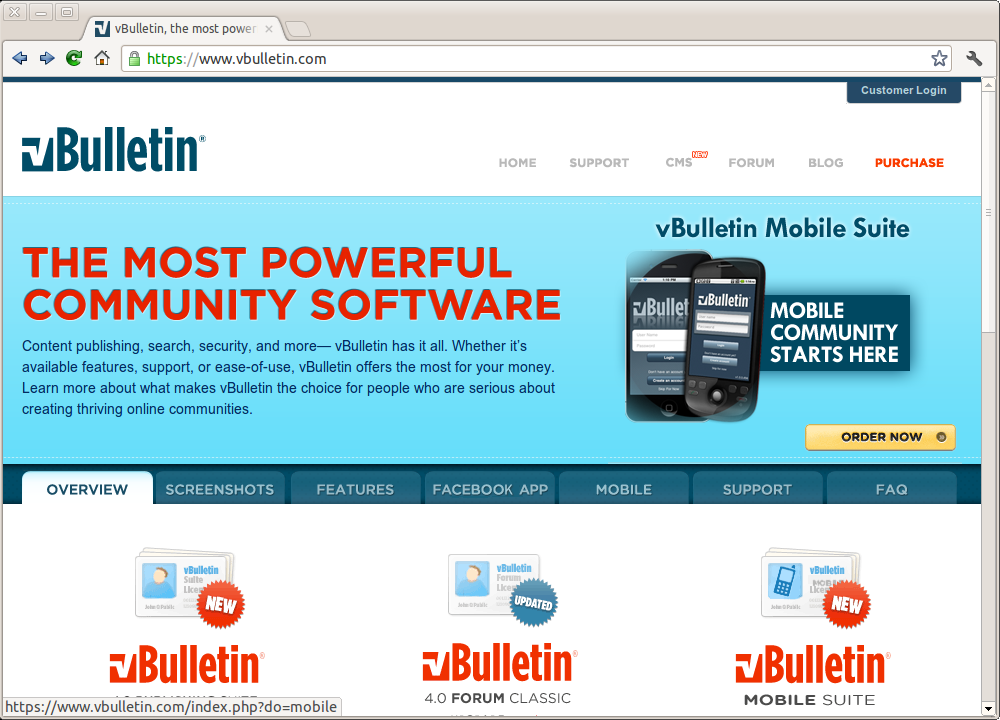 vBulletin, the most power
https://www.vbulletin.com
Customer Login
vBulletin®
HOME SUPPORT CMS NEW FORUM BLOG PURCHASE
THE MOST POWERFUL
COMMUNITY SOFTWARE
Content publishing, search, security, and more— vBulletin has it all. Whether it's
available features, support, or ease-of-use, vBulletin offers the most for your money.
Learn more about what makes vBulletin the choice for people who are serious about
creating thriving online communities.
vBulletin Mobile Suite
vBulletin
vBulletin
Login
MOBILE
COMMUNITY
STARTS HERE
ORDER NOW
OVERVIEW SCREENSHOTS FEATURES FACEBOOK APP MOBILE SUPPORT FAQ
vBulletin
Suite
NEW
vBulletin
Forum
UPDATED
vBulletin
NEW
vBulletin®
vBulletin®
vBulletin®
4.0 FORUM CLASSIC
MOBILE SUITE
https://www.vbulletin.com/index.php?do=mobile